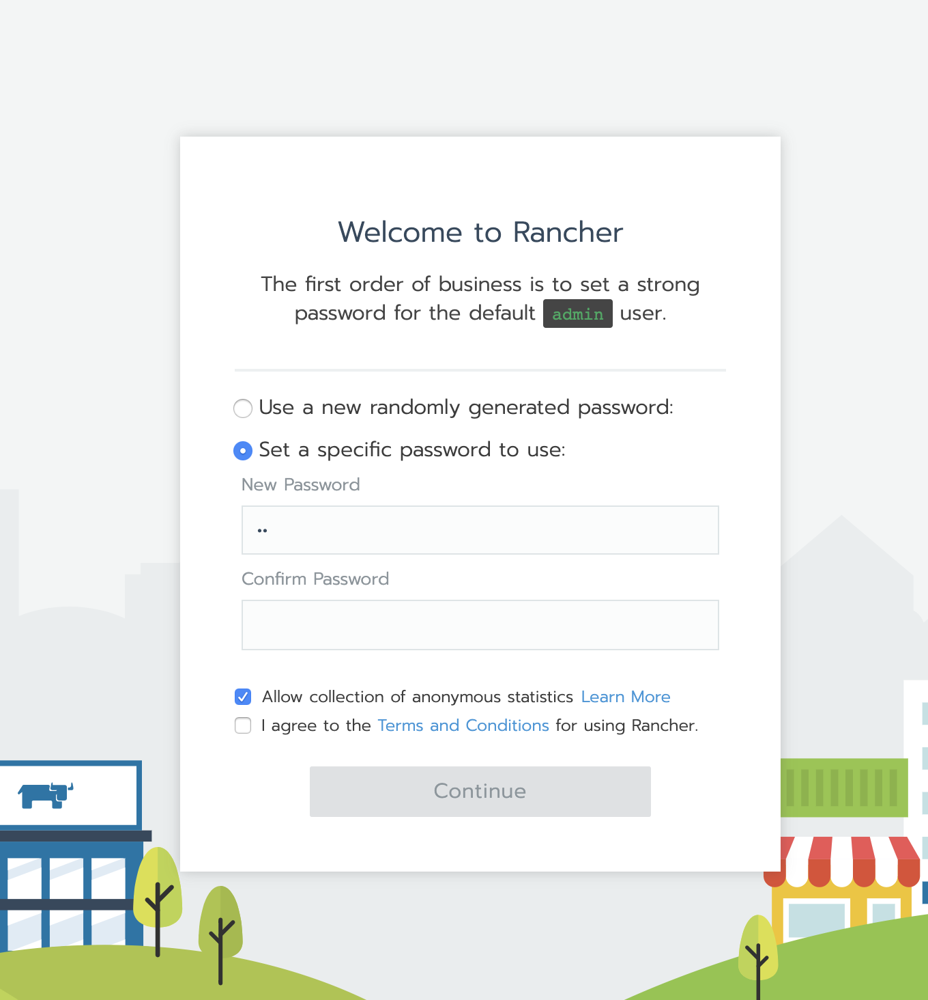 Welcome to Rancher
The first order of business is to set a strong
password for the default admin user.
Use a new randomly generated password:
Set a specific password to use:
New Password
••
Confirm Password
Allow collection of anonymous statistics Learn More
I agree to the Terms and Conditions for using Rancher.
Continue